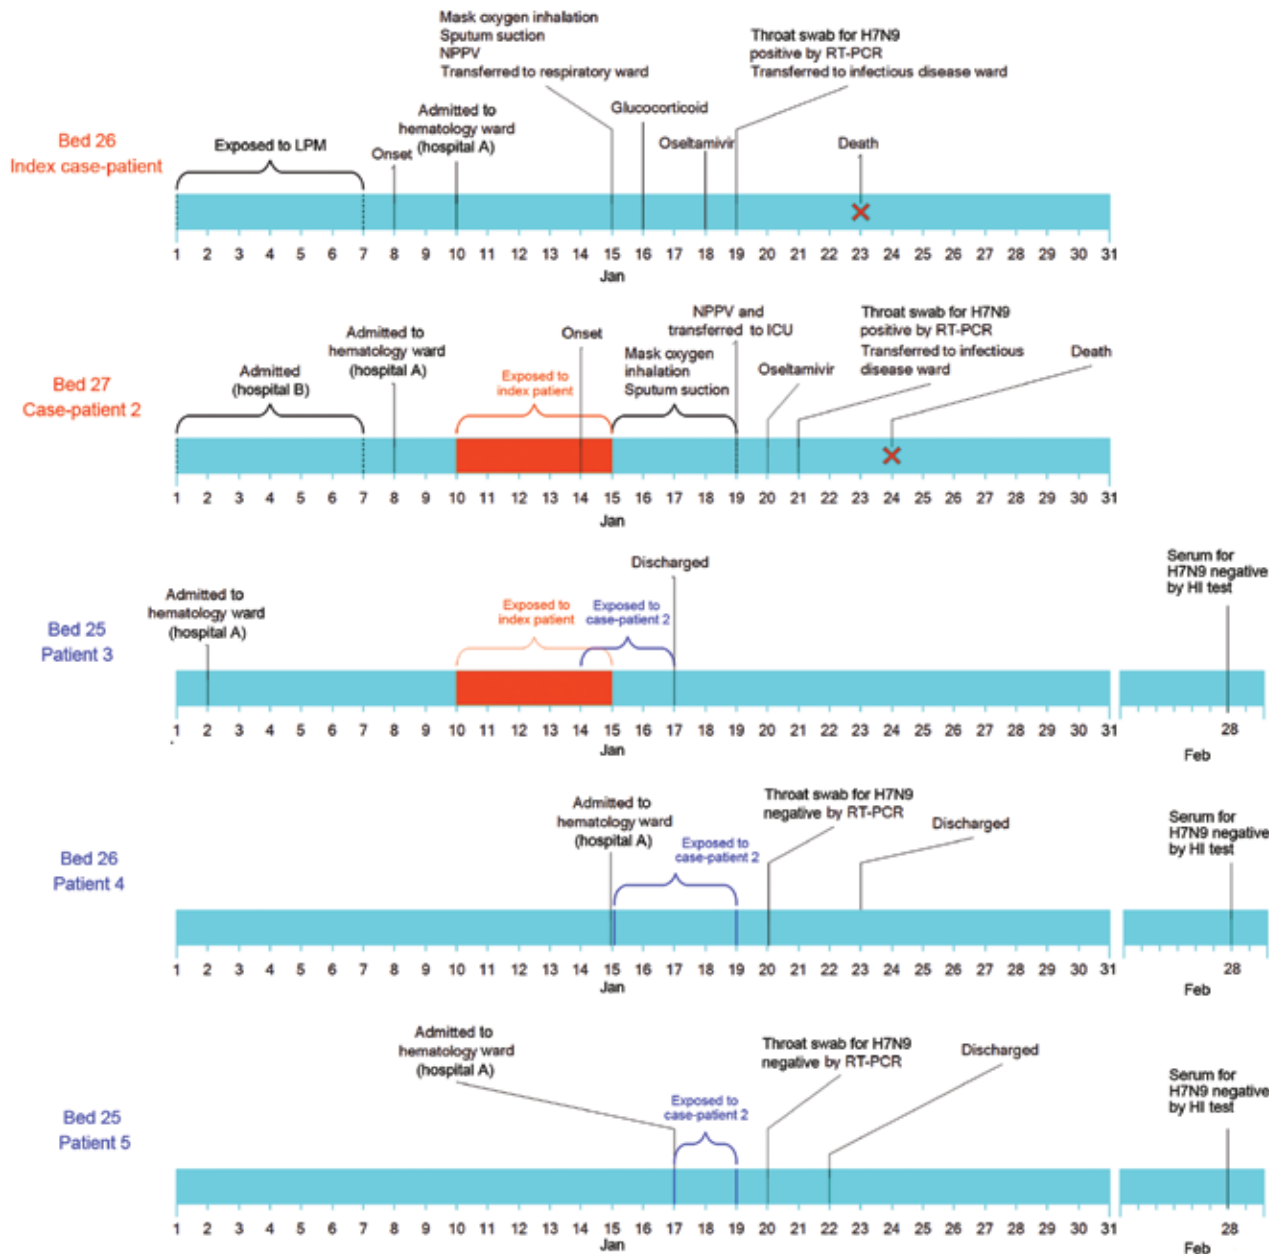 Mask oxygen inhalation
Sputum suction
NPPV
Transferred to respiratory ward
Throat swab for H7N9
positive by RT-PCR
Transferred to infectious disease ward
Glucocorticoid
Admitted to
hematology ward
(hospital A)
Bed 26
Index case-patient
Exposed to LPM
Onset
Oseltamivir
Death
1 2 3 4 5 6 7 8 9 10 11 12 13 14 15 16 17 18 19 20 21 22 23 24 25 26 27 28 29 30 31
Jan
NPPV and
transferred to ICU
Throat swab for H7N9
positive by RT-PCR
Transferred to infectious
disease ward
Onset
Admitted to
hematology ward
(hospital A)
Mask oxygen
inhalation
Sputum suction
Death
Bed 27
Case-patient 2
Admitted
(hospital B)
Exposed to
index patient
Oseltamivir
1 2 3 4 5 6 7 8 9 10 11 12 13 14 15 16 17 18 19 20 21 22 23 24 25 26 27 28 29 30 31
Jan
Discharged
Serum for
H7N9 negative
by HI test
Admitted to
hematology ward
(hospital A)
Bed 25
Patient 3
Exposed to
index patient
Exposed to
case-patient 2
1 2 3 4 5 6 7 8 9 10 11 12 13 14 15 16 17 18 19 20 21 22 23 24 25 26 27 28 29 30 31
28
Jan
Feb
Admitted to
hematology ward
(hospital A)
Throat swab for H7N9
negative by RT-PCR
Discharged
Serum for
H7N9 negative
by HI test
Bed 26
Patient 4
Exposed to
case-patient 2
1 2 3 4 5 6 7 8 9 10 11 12 13 14 15 16 17 18 19 20 21 22 23 24 25 26 27 28 29 30 31
28
Jan
Feb
Admitted to
hematology ward
(hospital A)
Throat swab for H7N9
negative by RT-PCR
Discharged
Serum for
H7N9 negative
by HI test
Bed 25
Patient 5
Exposed to
case-patient 2
1 2 3 4 5 6 7 8 9 10 11 12 13 14 15 16 17 18 19 20 21 22 23 24 25 26 27 28 29 30 31
28
Jan
Feb